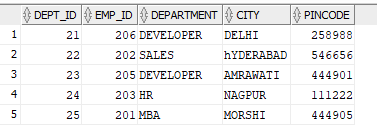 DEPT_ID EMP_ID DEPARTMENT CITY PINCODE
1 21 206 DEVELOPER DELHI 258988
2 22 202 SALES hYDERABAD 546656
3 23 205 DEVELOPER AMRAWATI 444901
4 24 203 HR NAGPUR 111222
5 25 201 MBA MORSHI 444905